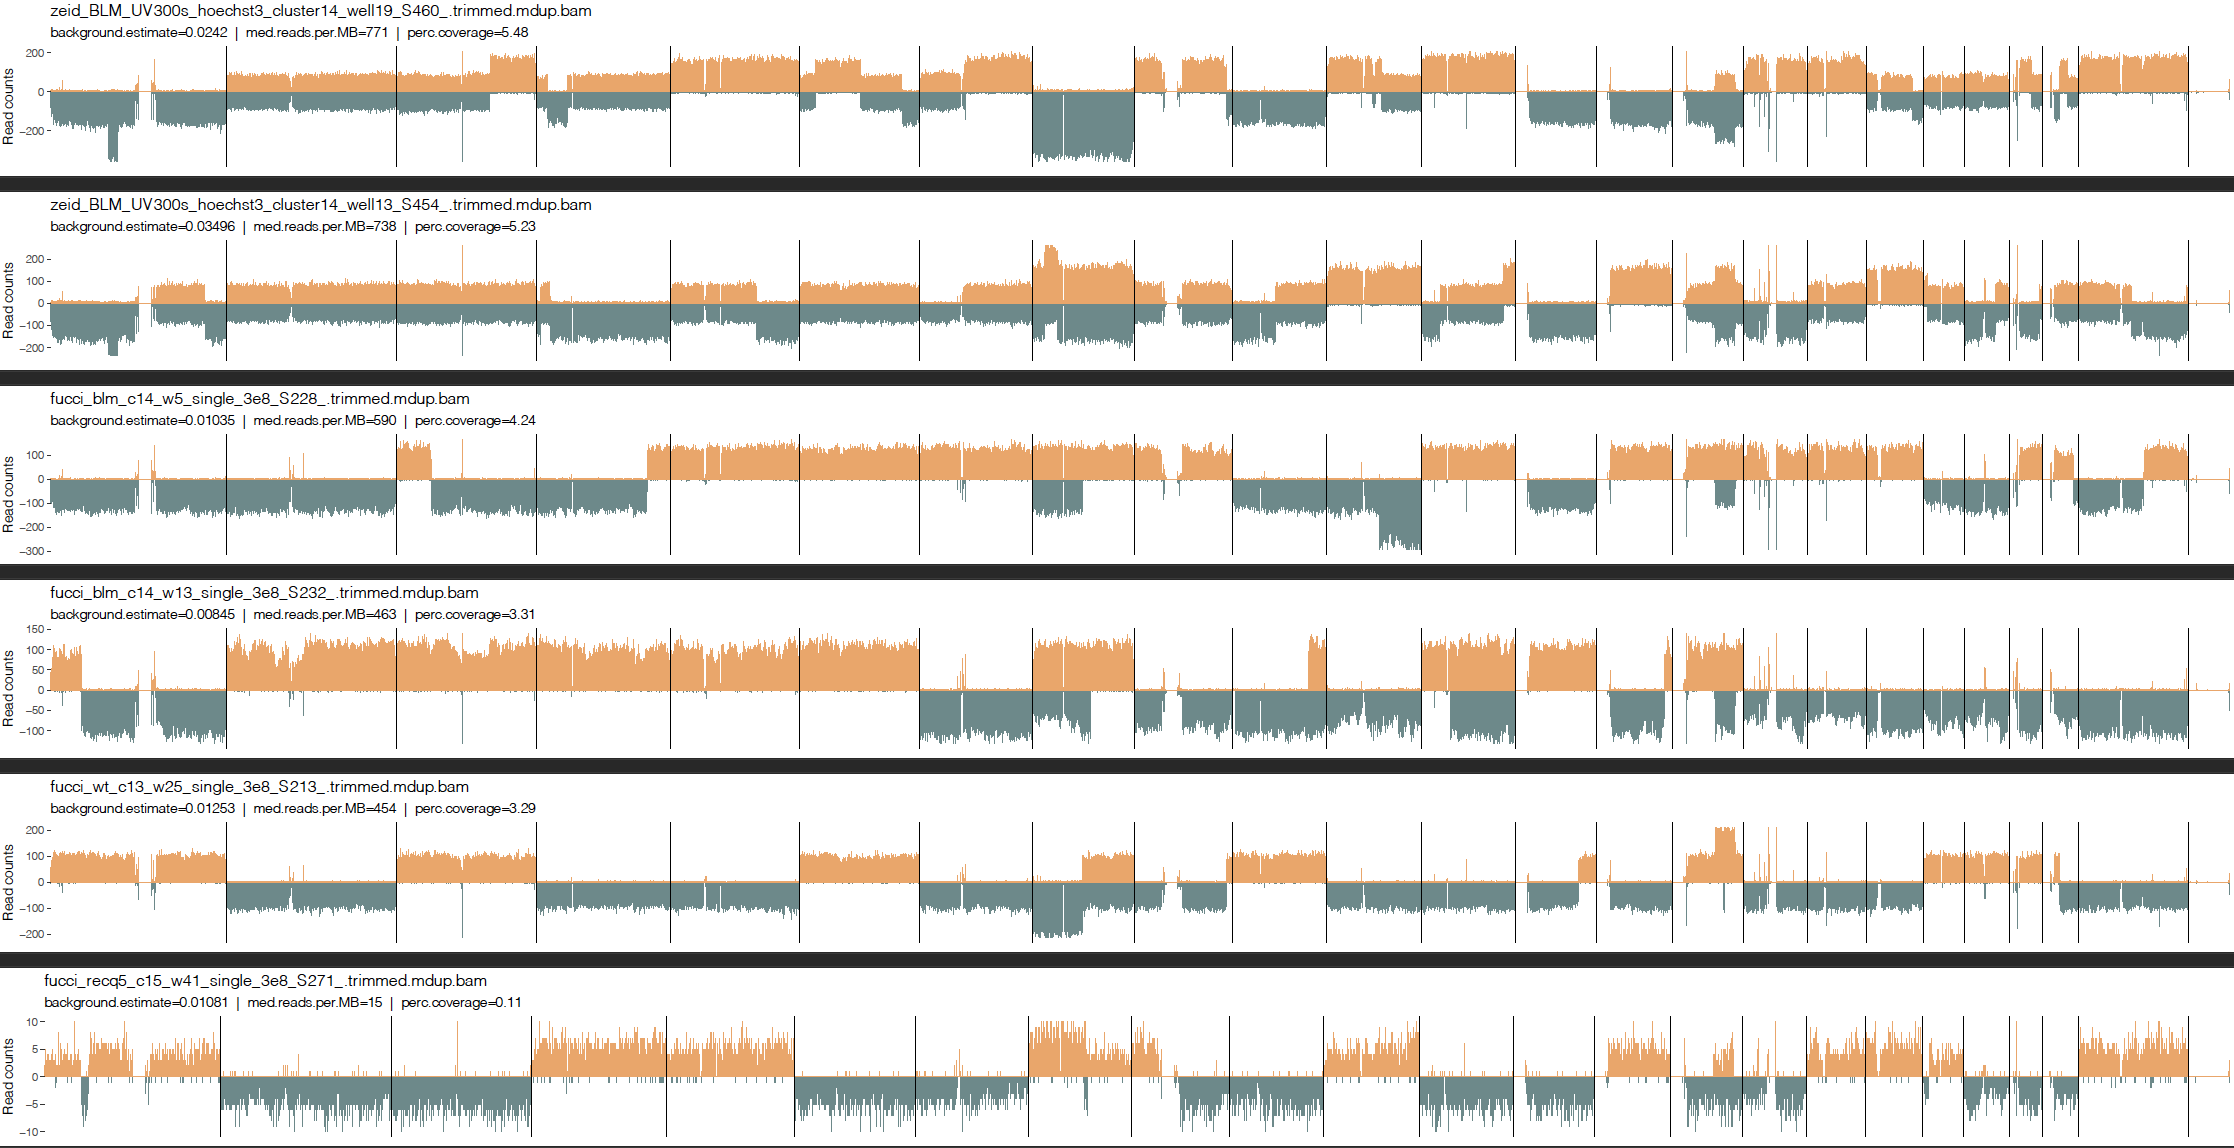 zeid_BLM_UV300s_hoechst3_cluster14_well19_S460_.trimmed.mdup.bam
background.estimate=0.0242 | med.reads.per.MB=771 | perc.coverage=5.48
Read counts
200
0
−200
zeid_BLM_UV300s_hoechst3_cluster14_well13_S454_.trimmed.mdup.bam
background.estimate=0.03496 | med.reads.per.MB=738 | perc.coverage=5.23
Read counts
200
100
0
−100
−200
fucci_blm_c14_w5_single_3e8_S228_.trimmed.mdup.bam
background.estimate=0.01035 | med.reads.per.MB=590 | perc.coverage=4.24
Read counts
100
0
−100
−200
−300
fucci_blm_c14_w13_single_3e8_S232_.trimmed.mdup.bam
background.estimate=0.00845 | med.reads.per.MB=463 | perc.coverage=3.31
Read counts
150
100
50
0
−50
−100
fucci_wt_c13_w25_single_3e8_S213_.trimmed.mdup.bam
background.estimate=0.01253 | med.reads.per.MB=454 | perc.coverage=3.29
Read counts
200
100
0
−100
−200
fucci_recq5_c15_w41_single_3e8_S271_.trimmed.mdup.bam
background.estimate=0.01081 | med.reads.per.MB=15 | perc.coverage=0.11
Read counts
10
5
0
−5
−10